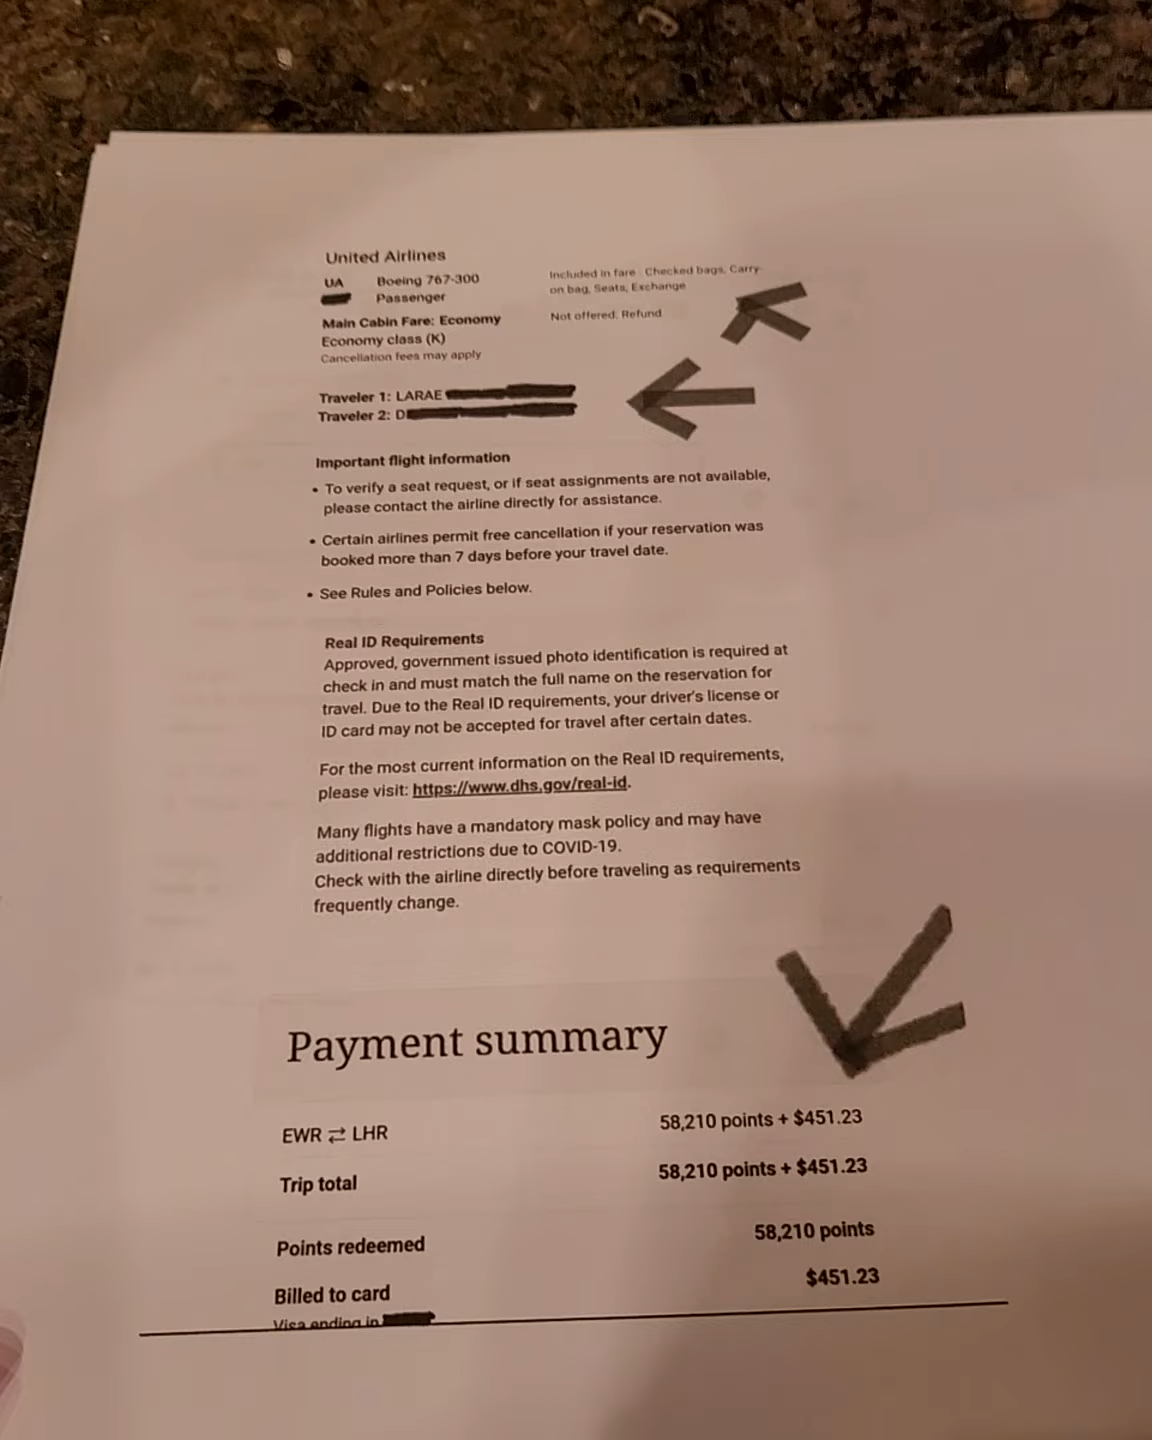 United Airlines
UA Boeing 767-300
Passenger
Included in fare : Checked bags, Carry-
on bag, Seats, Exchange
Main Cabin Fare: Economy
Economy class (K)
Not offered: Refund
Cancellation fees may apply
Traveler 1: LARAE
Traveler 2: D
Important flight information
• To verify a seat request, or if seat assignments are not available,
please contact the airline directly for assistance.
• Certain airlines permit free cancellation if your reservation was
booked more than 7 days before your travel date.
• See Rules and Policies below.
Real ID Requirements
Approved, government issued photo identification is required at
check in and must match the full name on the reservation for
travel. Due to the Real ID requirements, your driver's license or
ID card may not be accepted for travel after certain dates.
For the most current information on the Real ID requirements,
please visit: https://www.dhs.gov/real-id.
Many flights have a mandatory mask policy and may have
additional restrictions due to COVID-19.
Check with the airline directly before traveling as requirements
frequently change.
Payment summary
EWR ⇄ LHR 58,210 points + $451.23
Trip total 58,210 points + $451.23
Points redeemed 58,210 points
Billed to card $451.23
Visa ending in